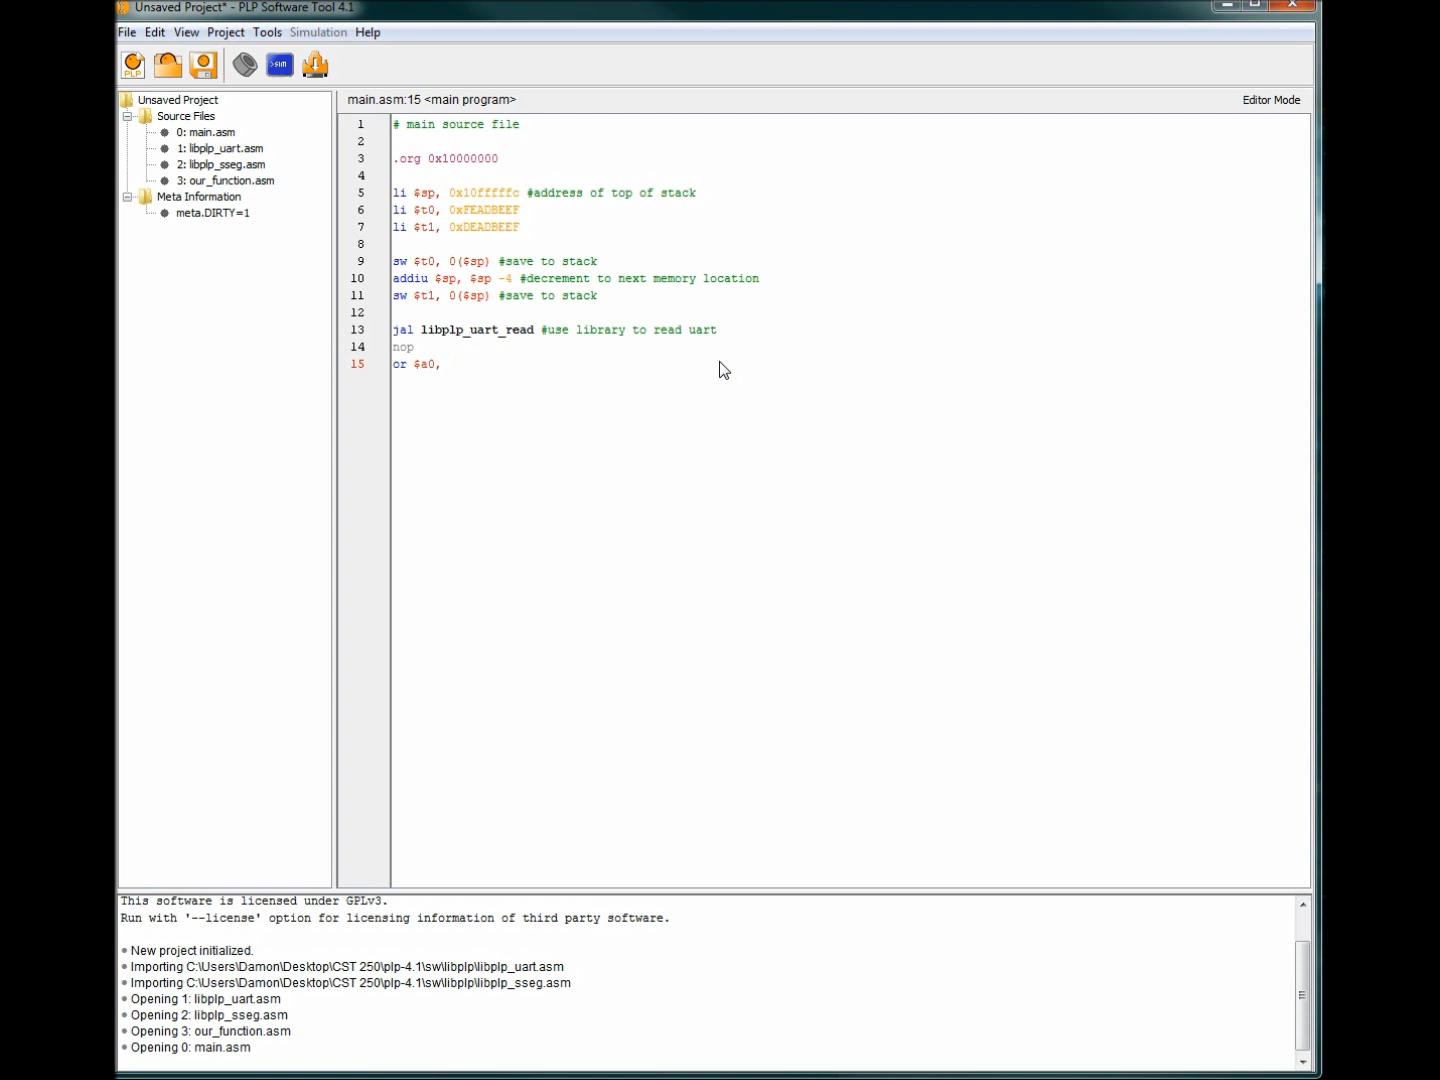 Unsaved Project* - PLP Software Tool 4.1
File Edit View Project Tools Simulation Help
PLP
>SIM
Unsaved Project
Source Files
0: main.asm
1: libplp_uart.asm
2: libplp_sseg.asm
3: our_function.asm
Meta Information
meta.DIRTY=1
main.asm:15 <main program> Editor Mode
1 # main source file
2
3 .org 0x10000000
4
5 li $sp, 0x10fffffc #address of top of stack
6 li $t0, 0xFEADBEEF
7 li $t1, 0xDEADBEEF
8
9 sw $t0, 0($sp) #save to stack
10 addiu $sp, $sp -4 #decrement to next memory location
11 sw $t1, 0($sp) #save to stack
12
13 jal libplp_uart_read #use library to read uart
14 nop
15 or $a0,
This software is licensed under GPLv3.
Run with '--license' option for licensing information of third party software.
New project initialized.
Importing C:\Users\Damon\Desktop\CST 250\plp-4.1\sw\libplp\libplp_uart.asm
Importing C:\Users\Damon\Desktop\CST 250\plp-4.1\sw\libplp\libplp_sseg.asm
Opening 1: libplp_uart.asm
Opening 2: libplp_sseg.asm
Opening 3: our_function.asm
Opening 0: main.asm